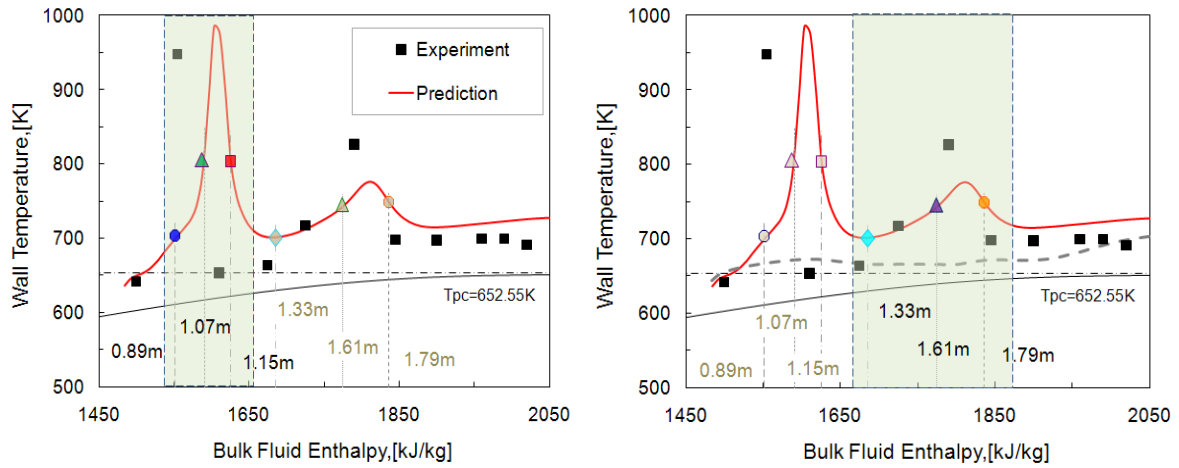 1000
900
800
700
600
500
Wall Temperature,[K]
Experiment
Prediction
Tpc=652.55K
1.33m
1.07m
0.89m
1.15m
1.61m
1.79m
1450
1650
1850
2050
Bulk Fluid Enthalpy,[kJ/kg]
1000
900
800
700
600
500
Wall Temperature,[K]
Tpc=652.55K
1.33m
1.07m
1.61m
1.79m
0.89m
1.15m
1450
1650
1850
2050
Bulk Fluid Enthalpy,[kJ/kg]